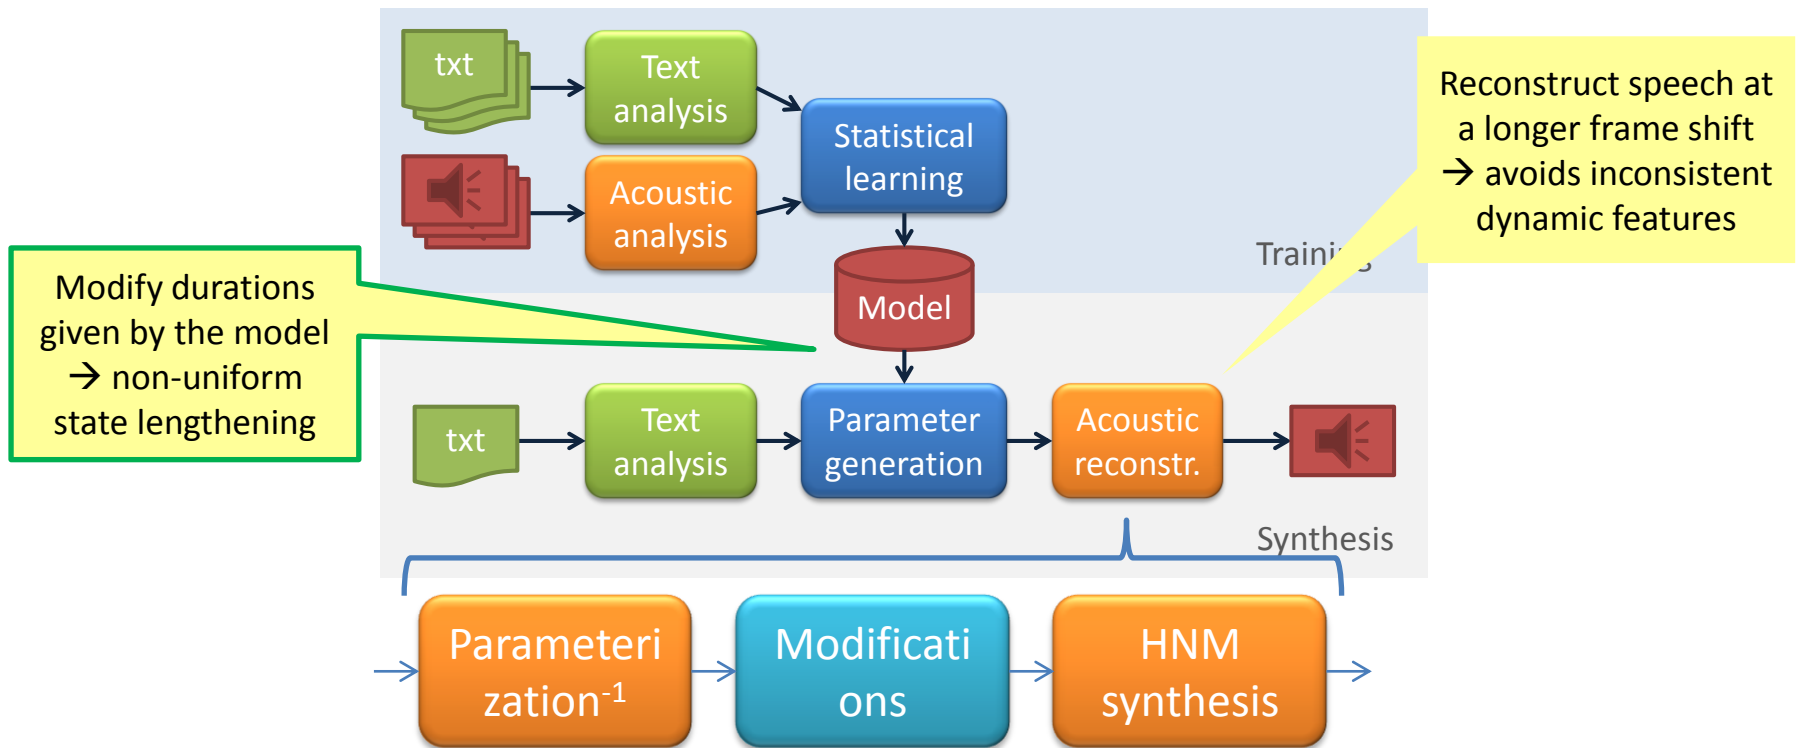 txt
Text
analysis
Acoustic
analysis
Statistical
learning
Training
Model
Modify durations
given by the model
→ non-uniform
state lengthening
Reconstruct speech at
a longer frame shift
→ avoids inconsistent
dynamic features
txt
Text
analysis
Parameter
generation
Acoustic
reconstr.
Synthesis
Parameteri
zation⁻¹
Modificati
ons
HNM
synthesis